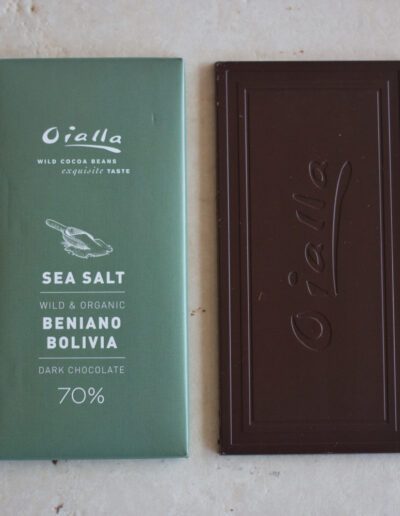 Oialla
WILD COCOA BEANS
exquisite TASTE
SEA SALT
WILD & ORGANIC
BENIANO
BOLIVIA
DARK CHOCOLATE
70%
Oialla